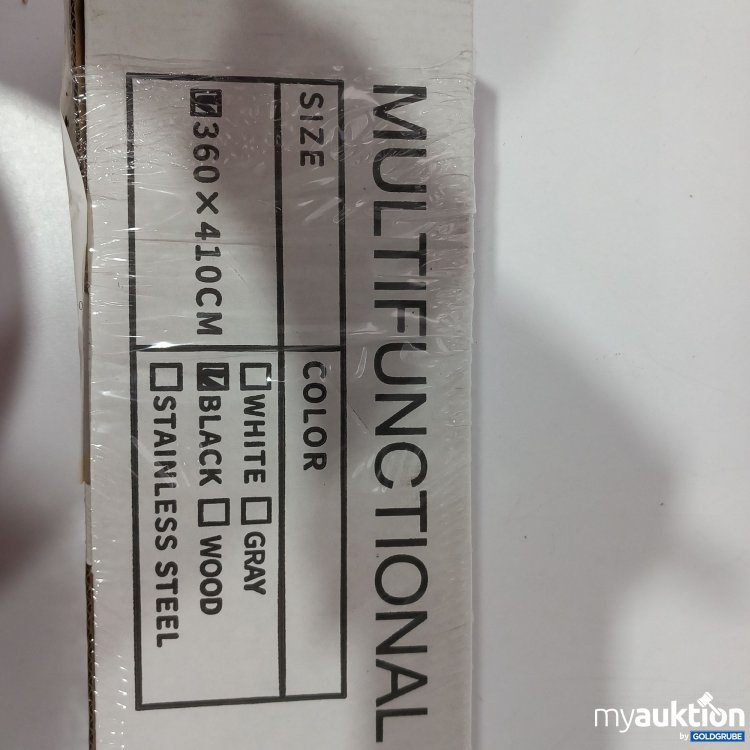 MULTIFUNCTIONAL
SIZE
360×410CM
COLOR
WHITE GRAY
BLACK WOOD
STAINLESS STEEL
myauktion
by GOLDGRUBE